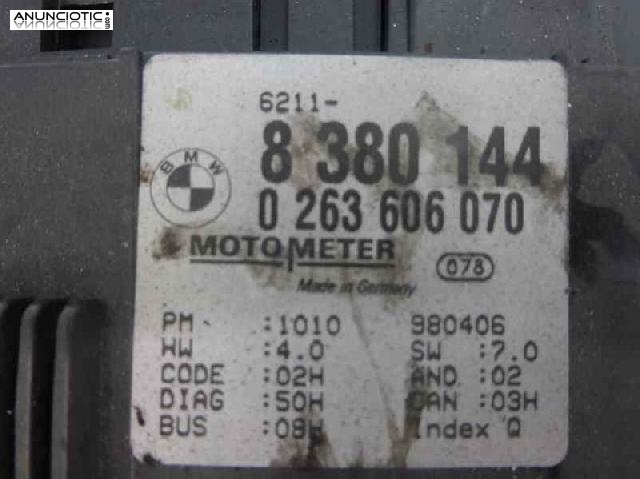 ANUNCIOTIC
.com
6211-
8 380 144
BMW
0 263 606 070
MOTOMETER
078
Made in Germany
PM :1010 980406
HW :4.0 SW :7.0
CODE :02H AND :02
DIAG :50H CAN :03H
BUS :08H Index Q